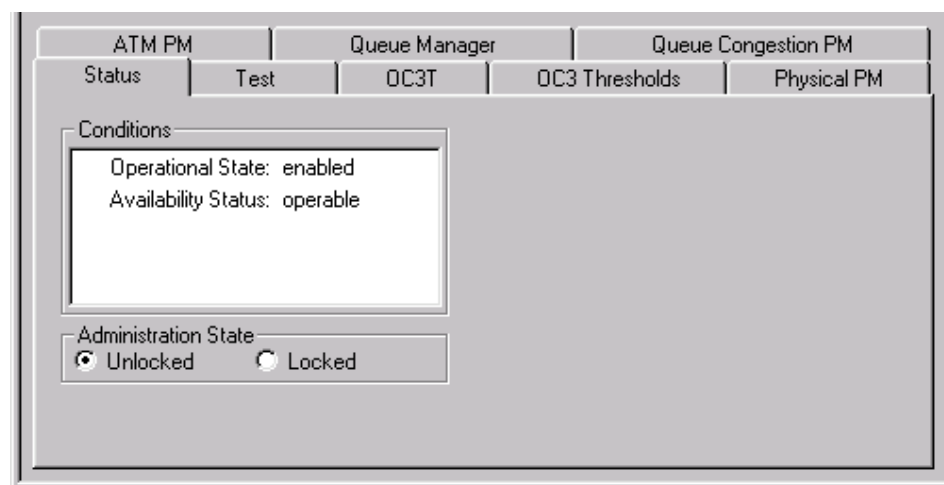 ATM PM Queue Manager Queue Congestion PM
Status Test OC3T OC3 Thresholds Physical PM
Conditions
Operational State: enabled
Availability Status: operable
Administration State
Unlocked Locked